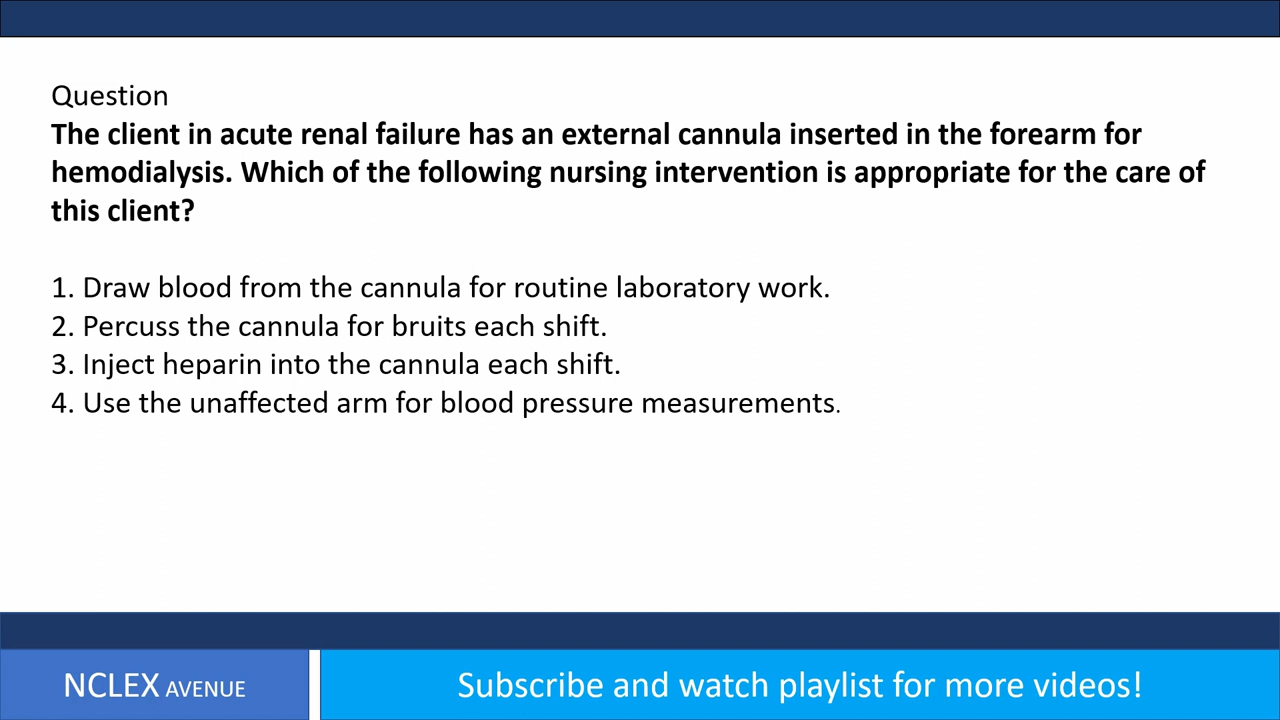 Question
The client in acute renal failure has an external cannula inserted in the forearm for
hemodialysis. Which of the following nursing intervention is appropriate for the care of
this client?
1. Draw blood from the cannula for routine laboratory work.
2. Percuss the cannula for bruits each shift.
3. Inject heparin into the cannula each shift.
4. Use the unaffected arm for blood pressure measurements.
NCLEX AVENUE
Subscribe and watch playlist for more videos!